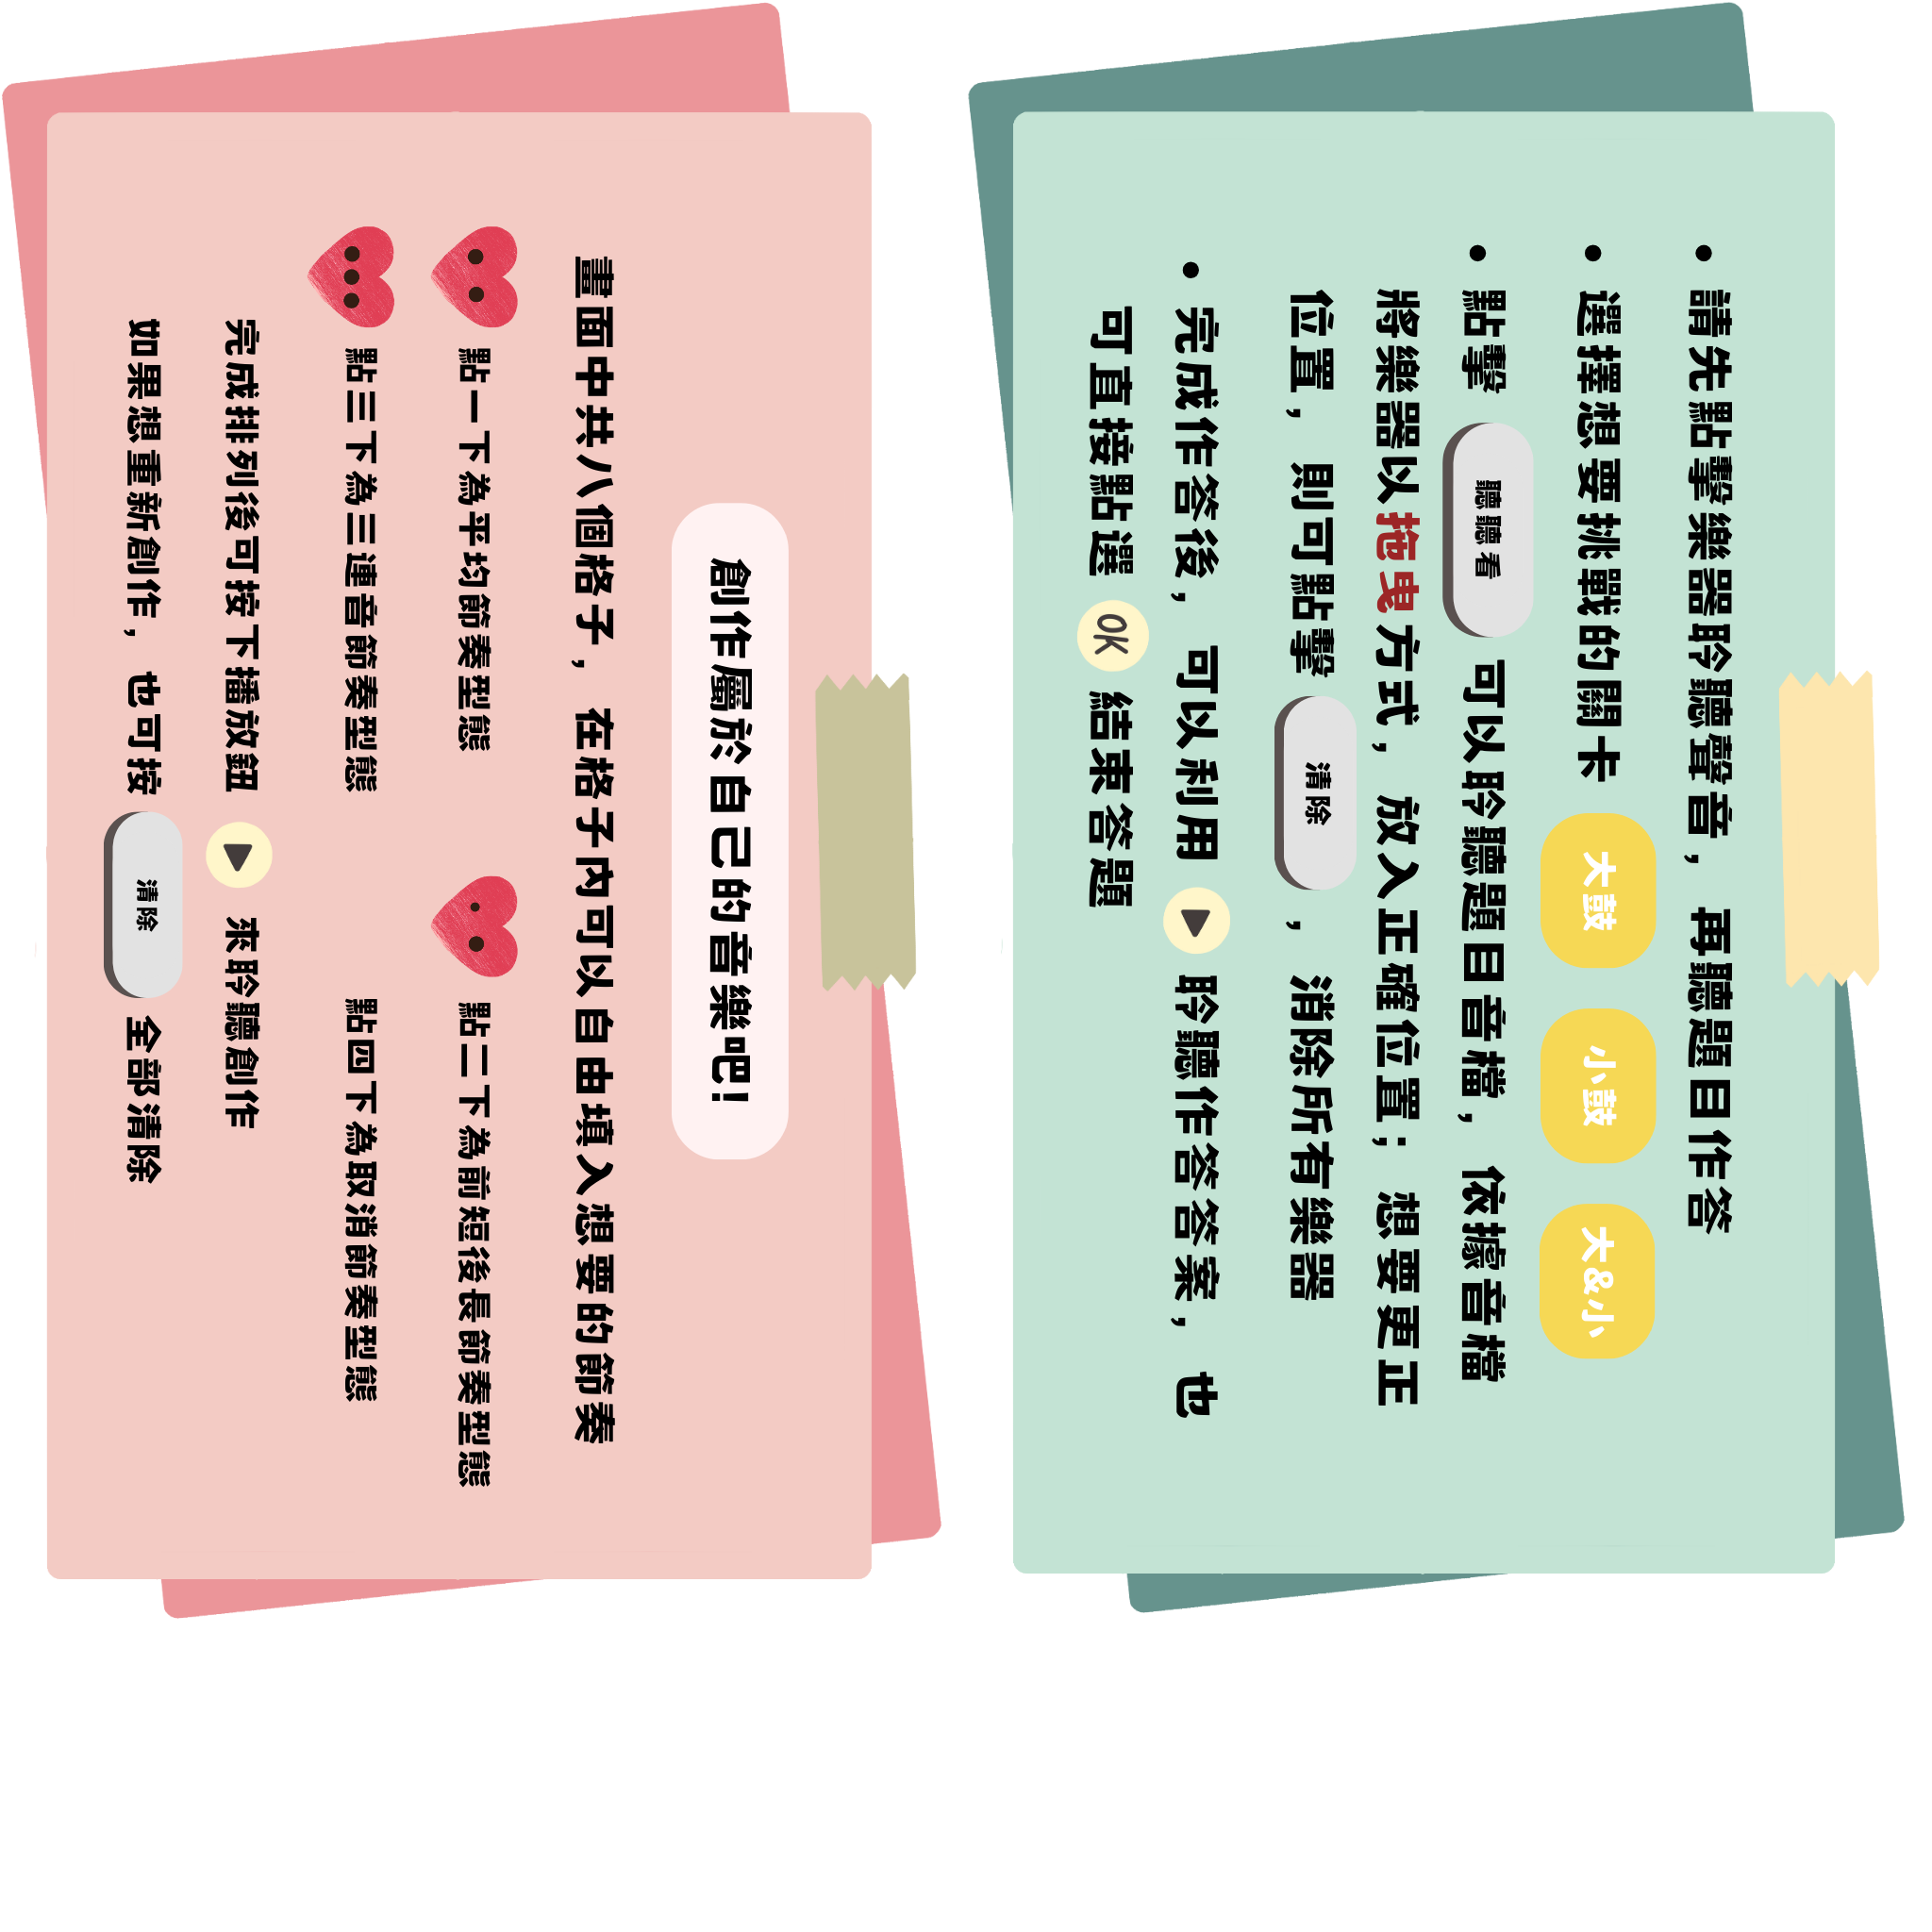 • 請先點擊樂器聆聽聲音，再聽題目作答
• 選擇想要挑戰的關卡 大鼓 小鼓 大&小
• 點擊 聽聽看 可以聆聽題目音檔，依據音檔
將樂器以拖曳方式，放入正確位置；想要更正
位置，則可點擊 清除 ，消除所有樂器
• 完成作答後，可以利用 聆聽作答答案，也
可直接點選 OK 結束答題
創作屬於自己的音樂吧!
畫面中共八個格子，在格子內可以自由填入想要的節奏
點一下為平均節奏型態 點二下為前短後長節奏型態
點三下為三連音節奏型態 點四下為取消節奏型態
完成排列後可按下播放鈕 來聆聽創作
如果想重新創作，也可按 清除 全部清除